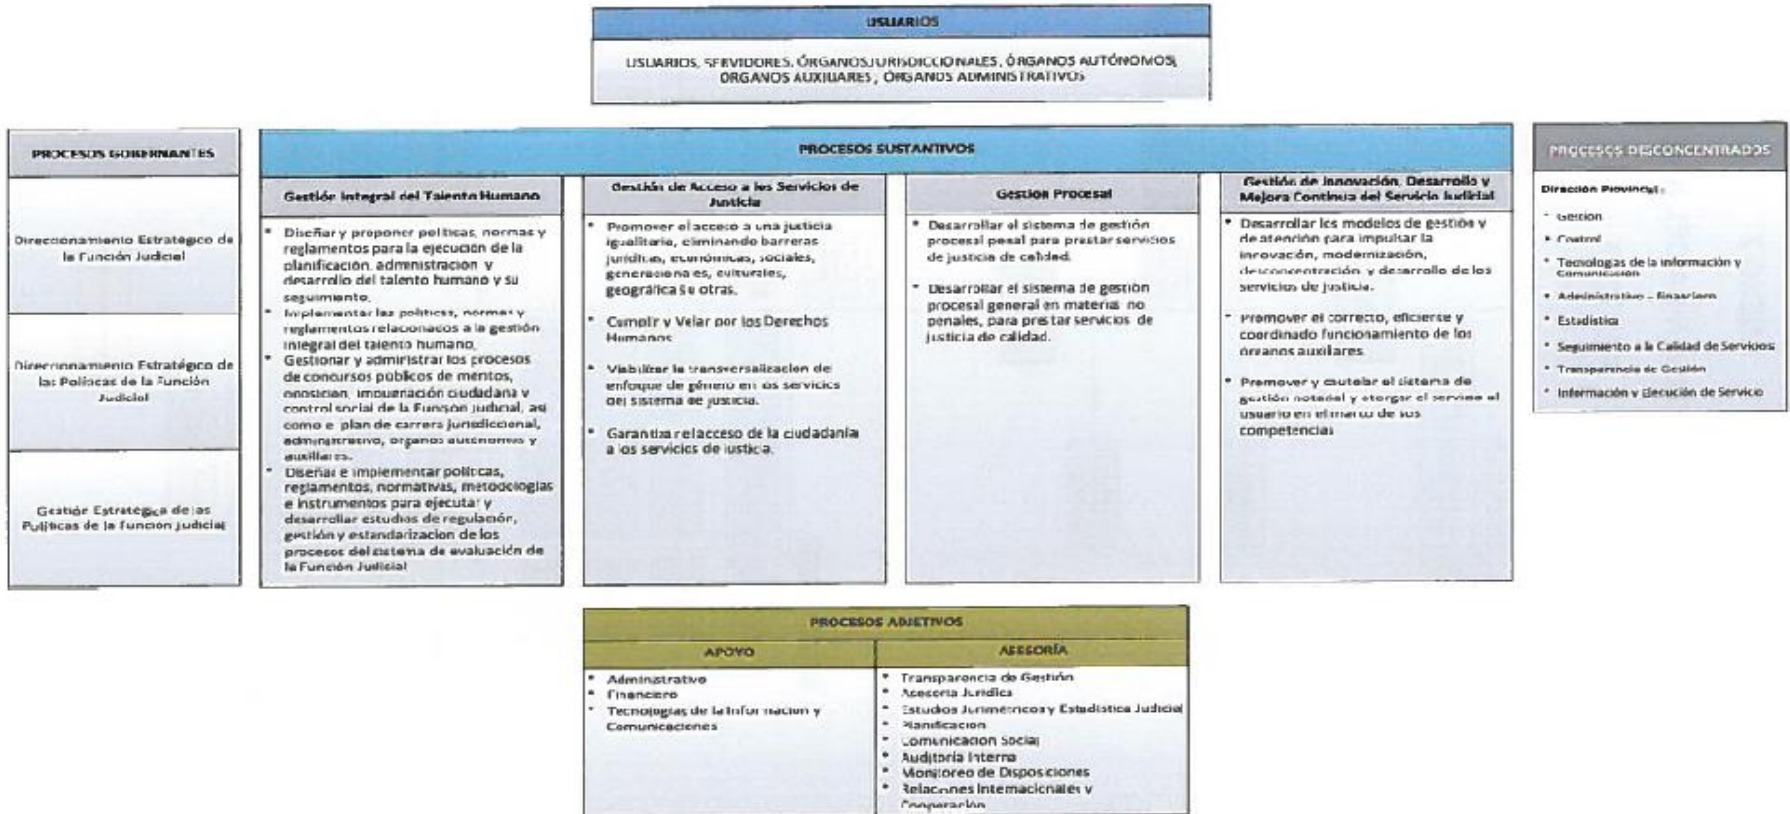 USUARIOS
USUARIOS, SERVIDORES, ÓRGANOS JURISDICCIONALES, ÓRGANOS AUTÓNOMOS,
ÓRGANOS AUXILIARES, ÓRGANOS ADMINISTRATIVOS
PROCESOS GOBERNANTES
Direccionamiento Estratégico de
la Función Judicial
Direccionamiento Estratégico de
las Políticas de la Función
Judicial
Gestión Estratégica de las
Políticas de la Función Judicial
PROCESOS SUSTANTIVOS
Gestión Integral del Talento Humano
• Diseñar y proponer políticas, normas y
reglamentos para la ejecución de la
planificación, administración y
desarrollo del talento humano y su
seguimiento.
• Implementar las políticas, normas y
reglamentos relacionados a la gestión
integral del talento humano.
• Gestionar y administrar los procesos
de concursos públicos de méritos,
oposición, impugnación ciudadana y
control social de la Función Judicial, así
como el plan de carrera jurisdiccional,
administrativo, órganos autónomos y
auxiliares.
• Diseñar e implementar políticas,
reglamentos, normativas, metodologías
e instrumentos para ejecutar y
desarrollar estudios de regulación,
gestión y estandarización de los
procesos del sistema de evaluación de
la Función Judicial
Gestión de Acceso a los Servicios de
Justicia
• Promover el acceso a una justicia
igualitaria, eliminando barreras
jurídicas, económicas, sociales,
generacionales, culturales,
geográficas u otras.
• Cumplir y Velar por los Derechos
Humanos
• Viabilizar la transversalización de
enfoque de género en los servicios
del sistema de justicia.
• Garantizar el acceso de la ciudadanía
a los servicios de justicia.
Gestión Procesal
• Desarrollar el sistema de gestión
procesal penal para prestar servicios
de justicia de calidad.
• Desarrollar el sistema de gestión
procesal general en materias no
penales, para prestar servicios de
justicia de calidad.
Gestión de Innovación, Desarrollo y
Mejora Continua del Servicio Judicial
• Desarrollar los modelos de gestión y
de atención para impulsar la
innovación, modernización,
desconcentración y desarrollo de los
servicios de justicia.
• Promover el correcto, eficiente y
coordinado funcionamiento de los
órganos auxiliares
• Promover y cautelar el sistema de
gestión notarial y otorgar el servicio al
usuario en el marco de sus
competencias
PROCESOS DESCONCENTRADOS
Dirección Provincial:
• Gestión
• Control
• Tecnologías de la Información y
Comunicación
• Administrativo – Financiero
• Estadística
• Seguimiento a la Calidad de Servicios
• Transparencia de Gestión
• Información y Ejecución de Servicio
PROCESOS ADJETIVOS
APOYO
• Administrativo
• Financiero
• Tecnologías de la Información y
Comunicaciones
ASESORÍA
• Transparencia de Gestión
• Asesoría Jurídica
• Estudios Jurimétricos y Estadística Judicial
• Planificación
• Comunicación Social
• Auditoría Interna
• Monitoreo de Disposiciones
• Relaciones Internacionales y
Cooperación